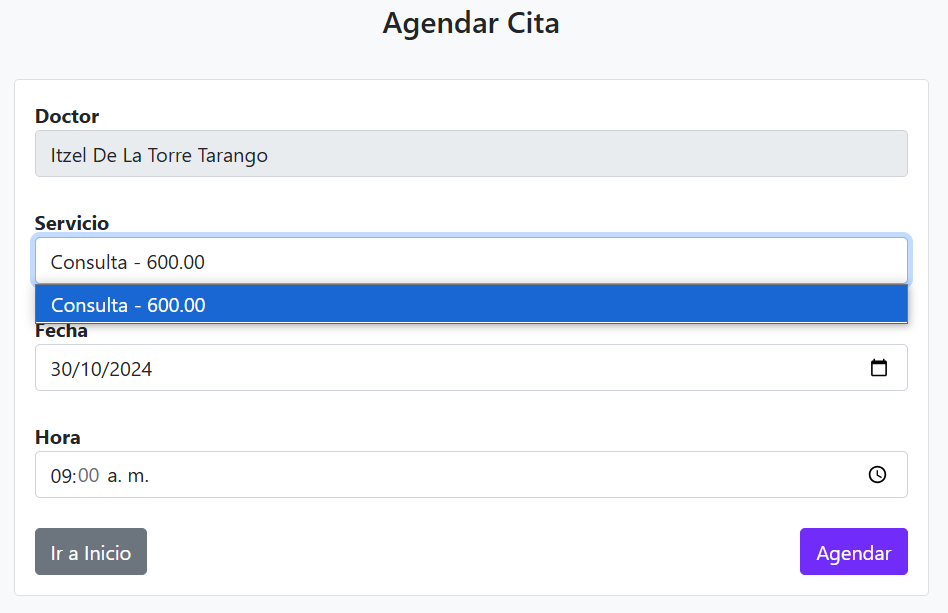 Agendar Cita
Doctor
Itzel De La Torre Tarango
Servicio
Consulta - 600.00
Consulta - 600.00
Fecha
30/10/2024
Hora
09:00 a. m.
Ir a Inicio
Agendar